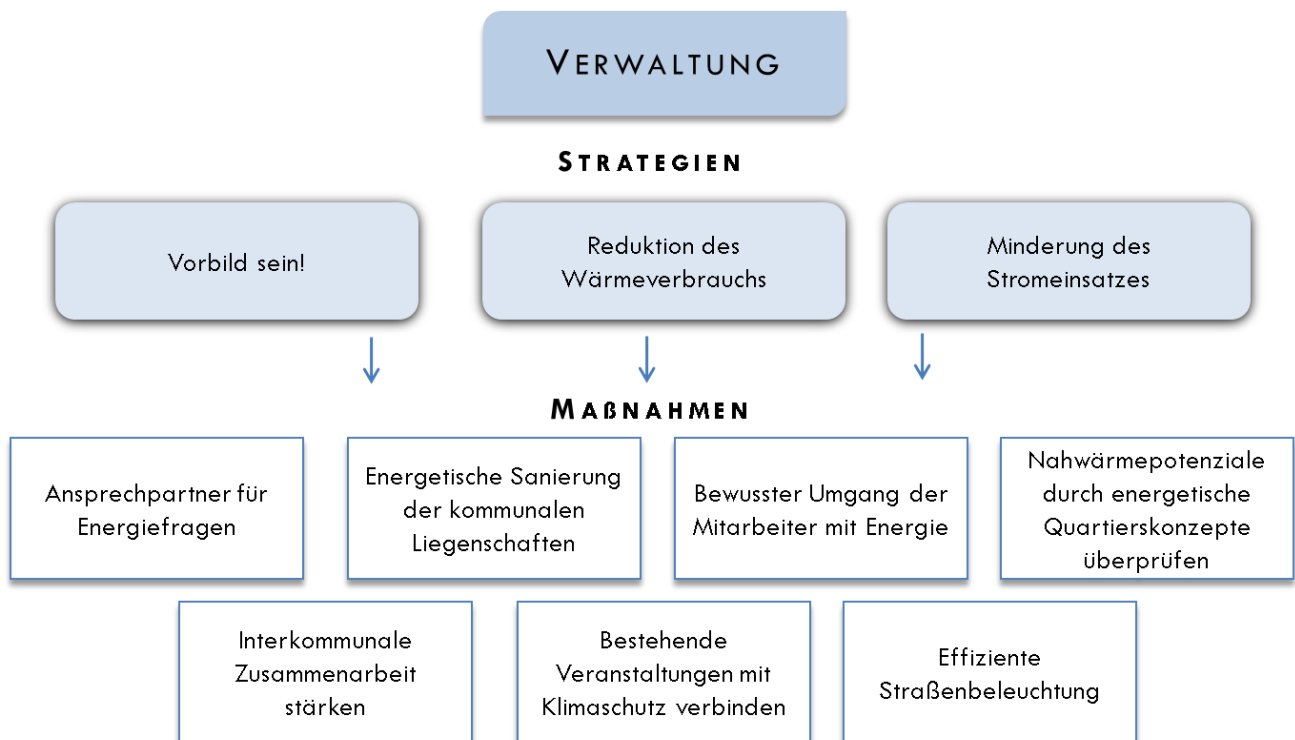 VERWALTUNG
STRATEGIEN
Vorbild sein!
Reduktion des
Wärmeverbrauchs
Minderung des
Stromeinsatzes
MAßNAHMEN
Ansprechpartner für
Energiefragen
Energetische Sanierung
der kommunalen
Liegenschaften
Bewusster Umgang der
Mitarbeiter mit Energie
Nahwärmepotenziale
durch energetische
Quartierskonzepte
überprüfen
Interkommunale
Zusammenarbeit
stärken
Bestehende
Veranstaltungen mit
Klimaschutz verbinden
Effiziente
Straßenbeleuchtung